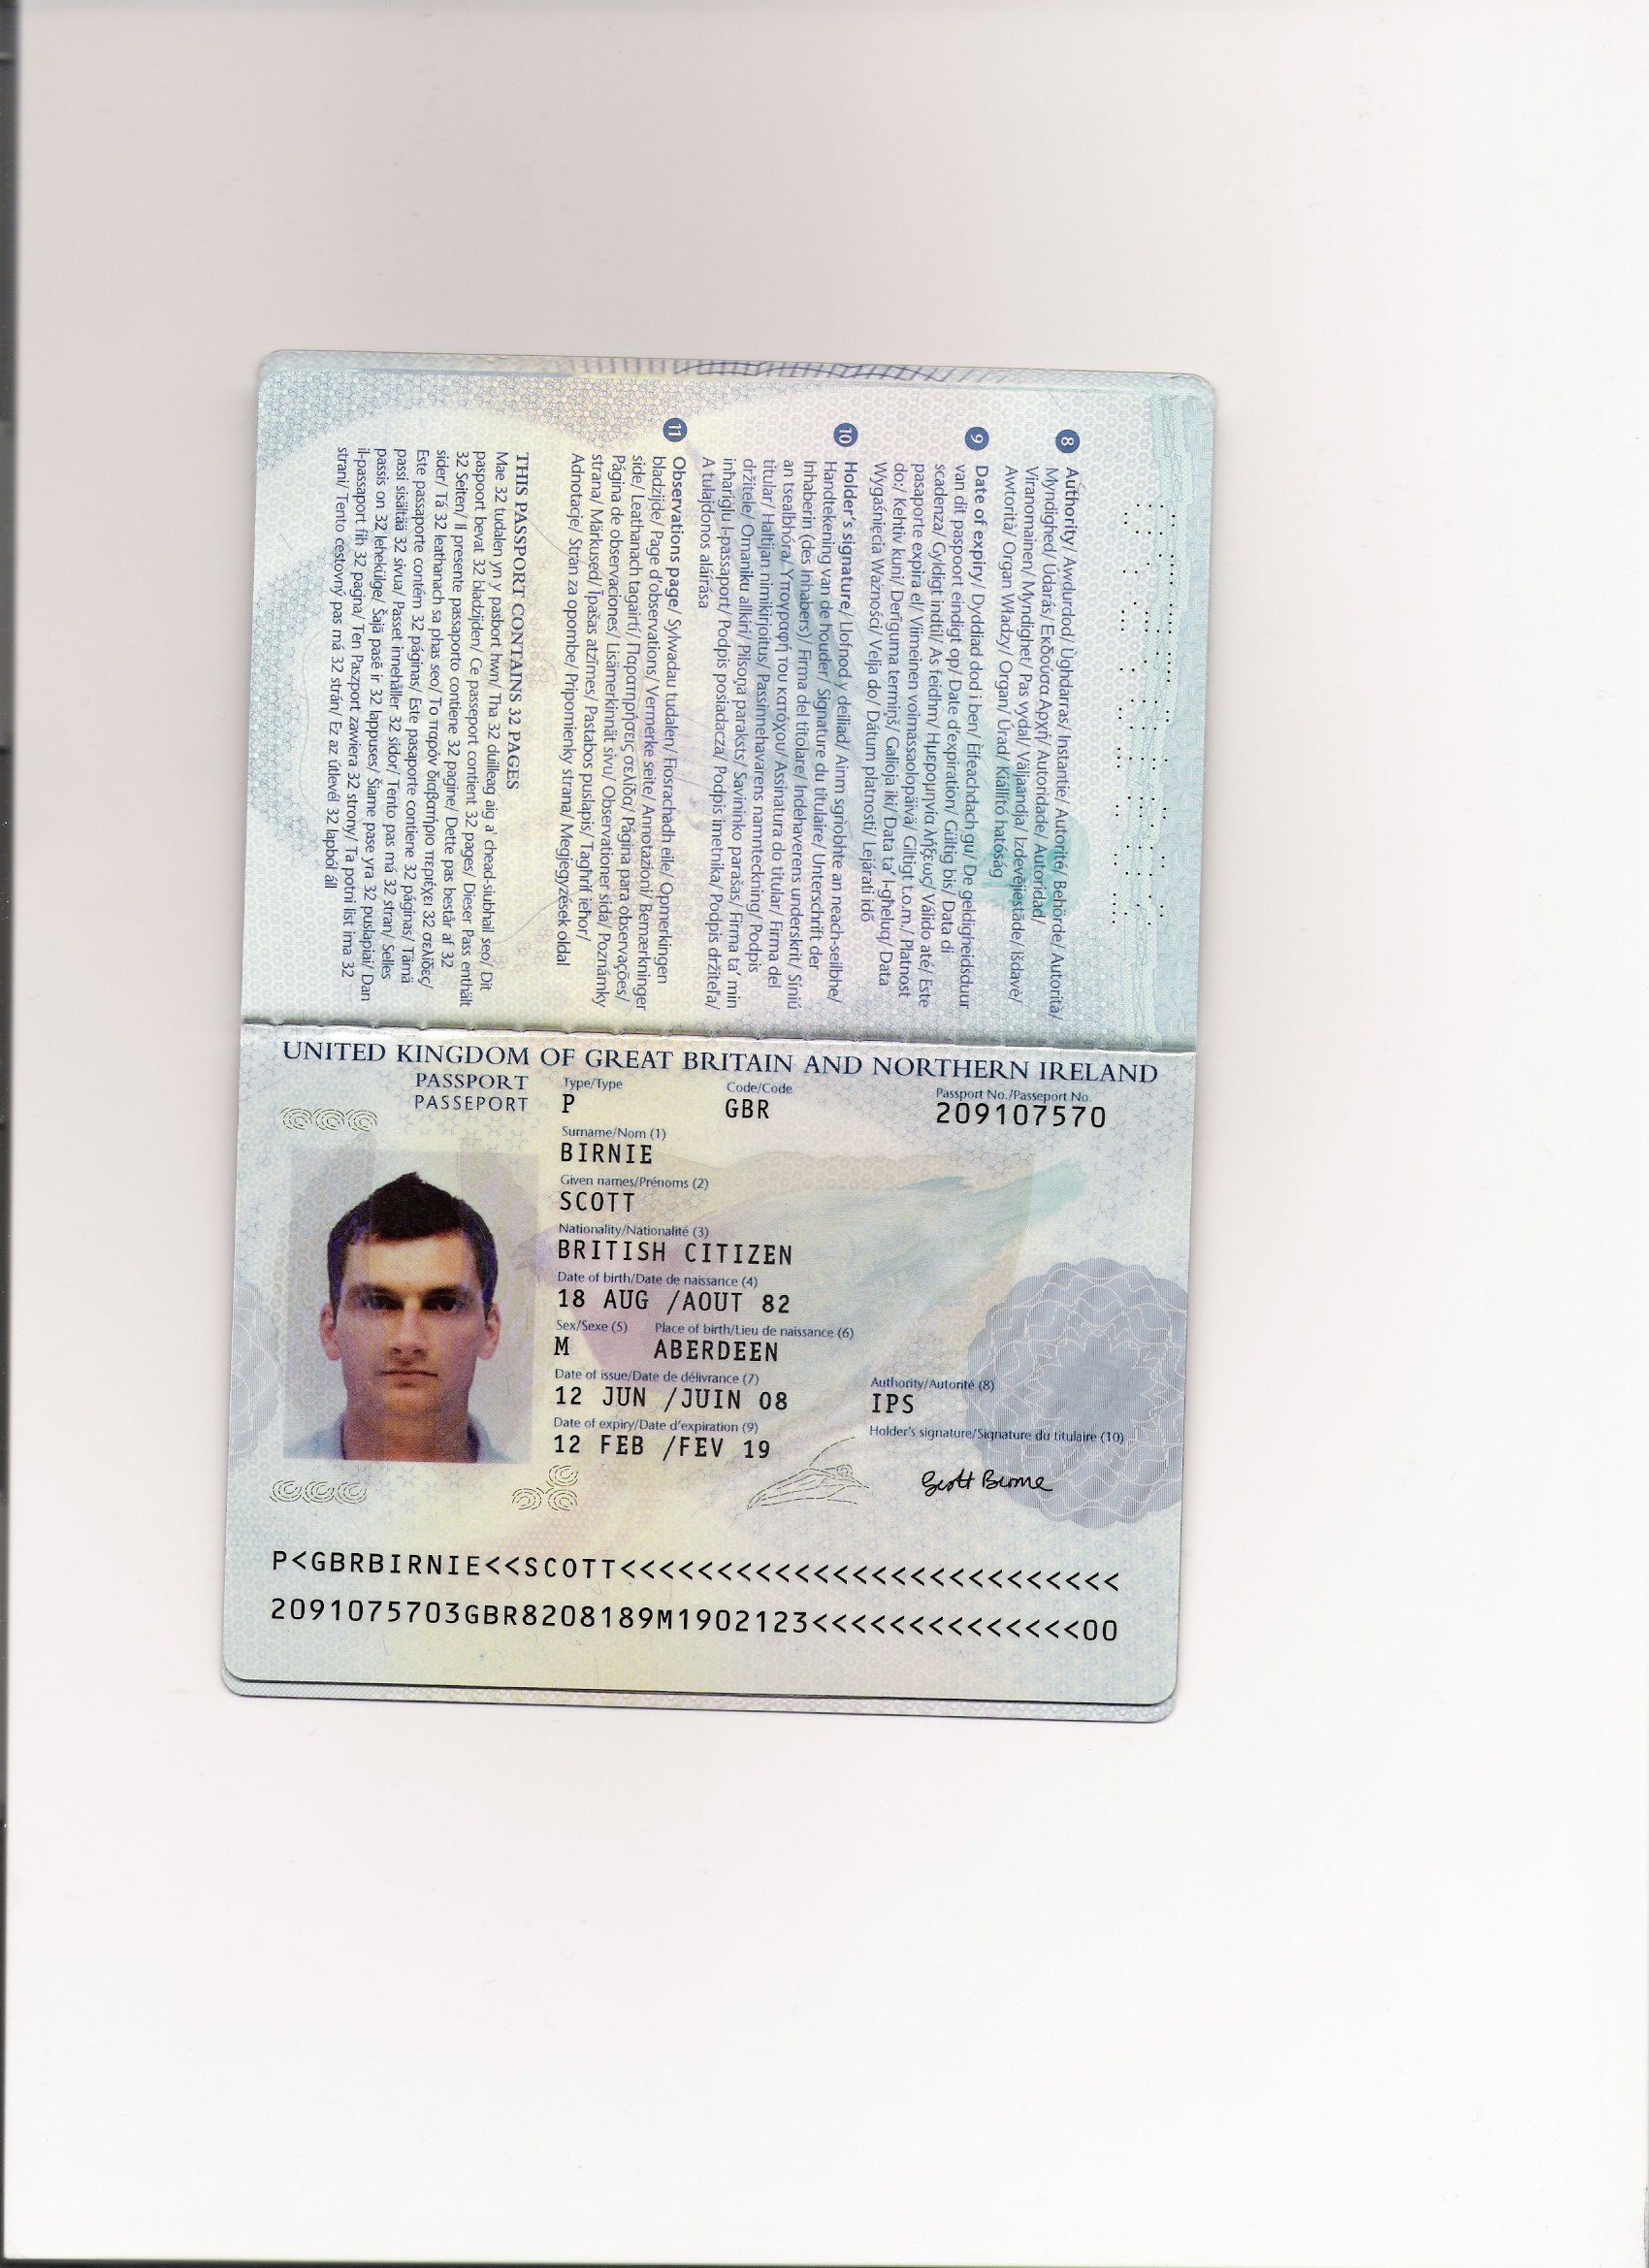 8 Authority/ Awdurdod/ Ùghdarras/ Instantie/ Autorité/ Behörde/ Autorità/
Myndighed/ Údarás/ Εκδούσα Αρχή/ Autoridade/ Autoridad/
Viranomainen/ Myndighet/ Pas vydal/ Väljaandja/ Izdevējiestāde/ Išdavė/
Awtorità/ Organ Władzy/ Organ/ Úrad/ Kiállító hatóság
9 Date of expiry/ Dyddiad dod i ben/ Èifeachdach gu/ De geldigheidsduur
van dit paspoort eindigt op/ Date d'expiration/ Gültig bis/ Data di
scadenza/ Gyldigt indtil/ As feidhm/ Ημερομηνία λήξεως/ Válido até/ Este
pasaporte expira el/ Viimeinen voimassaolopäivä/ Giltigt t.o.m./ Platnost
do:/ Kehtiv kuni/ Derīguma termiņš/ Galioja iki/ Data ta' l-għeluq/ Data
Wygaśnięcia Ważności/ Velja do/ Dátum platnosti/ Lejárati idő
10 Holder's signature/ Llofnod y deiliad/ Ainm sgrìobhte an neach-seilbhe/
Handtekening van de houder/ Signature du titulaire/ Unterschrift der
Inhaberin (des Inhabers)/ Firma del titolare/ Indehaverens underskrift/ Síniú
an tsealbhóra/ Υπογραφή του κατόχου/ Assinatura do titular/ Firma del
titular/ Haltijan nimikirjoitus/ Passinnehavarens namnteckning/ Podpis
držitele/ Omaniku allkiri/ Pilsoņa paraksts/ Savininko parašas/ Firma ta' min
inħariġlu l-passaport/ Podpis posiadacza/ Podpis imetnika/ Podpis držiteľa/
A tulajdonos aláírása
11 Observations page/ Sylwadau tudalen/ Fiosrachadh eile/ Opmerkingen
bladzijde/ Page d'observations/ Vermerke seite/ Annotazioni/ Bemærkninger
side/ Leathanach tagairtí/ Παρατηρήσεις σελίδα/ Página para observações/
Página de observaciones/ Lisämerkinnät sivu/ Observationer sida/ Poznámky
strana/ Märkused/ Īpašas atzīmes/ Pastabos puslapis/ Tagħrif ieħor/
Adnotacje/ Stran za opombe/ Pripomienky strana/ Megjegyzések oldal
THIS PASSPORT CONTAINS 32 PAGES
Mae 32 tudalen yn y pasbort hwn/ Tha 32 duilleag aig a' chead-siubhail seo/ Dit
paspoort bevat 32 bladzijden/ Ce passeport contient 32 pages/ Dieser Pass enthält
32 Seiten/ Il presente passaporto contiene 32 pagine/ Dette pas består af 32
sider/ Tá 32 leathanach sa phas seo/ Το παρόν διαβατήριο περιέχει 32 σελίδες/
Este passaporte contém 32 páginas/ Este pasaporte contiene 32 páginas/ Tämä
passi sisältää 32 sivua/ Passet innehåller 32 sidor/ Tento pas má 32 stran/ Selles
passis on 32 lehekülge/ Šajā pasē ir 32 lappuses/ Šiame pase yra 32 puslapiai/ Dan
il-passaport fih 32 paġna/ Ten Paszport zawiera 32 strony/ Ta potni list ima 32
strani/ Tento cestovný pas má 32 strán/ Ez az útlevél 32 lapból áll
UNITED KINGDOM OF GREAT BRITAIN AND NORTHERN IRELAND
PASSPORT Type/Type Code/Code Passport No./Passeport No.
PASSEPORT P GBR 209107570
Surname/Nom (1)
BIRNIE
Given names/Prénoms (2)
SCOTT
Nationality/Nationalité (3)
BRITISH CITIZEN
Date of birth/Date de naissance (4)
18 AUG /AOUT 82
Sex/Sexe (5) Place of birth/Lieu de naissance (6)
M ABERDEEN
Date of issue/Date de délivrance (7) Authority/Autorité (8)
12 JUN /JUIN 08 IPS
Date of expiry/Date d'expiration (9) Holder's signature/Signature du titulaire (10)
12 FEB /FEV 19
Scott Birnie
P<GBRBIRNIE<<SCOTT<<<<<<<<<<<<<<<<<<<<<<<<<<
2091075703GBR8208189M1902123<<<<<<<<<<<<<<00